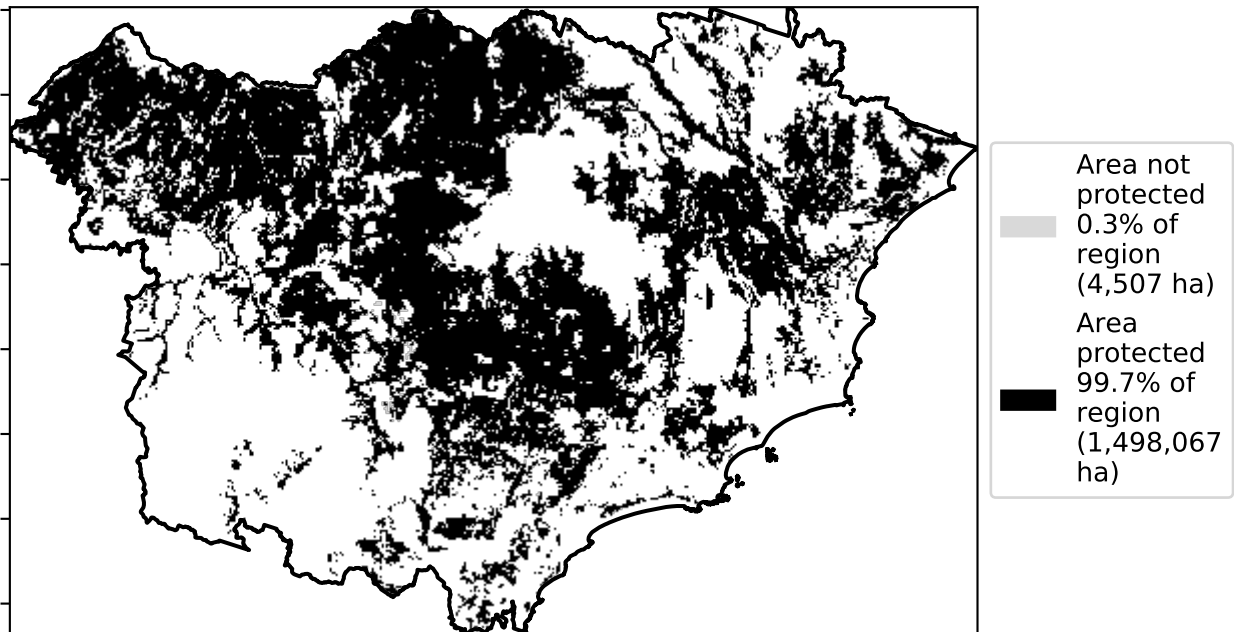 Area not
protected
0.3% of
region
(4,507 ha)
Area
protected
99.7% of
region
(1,498,067
ha)